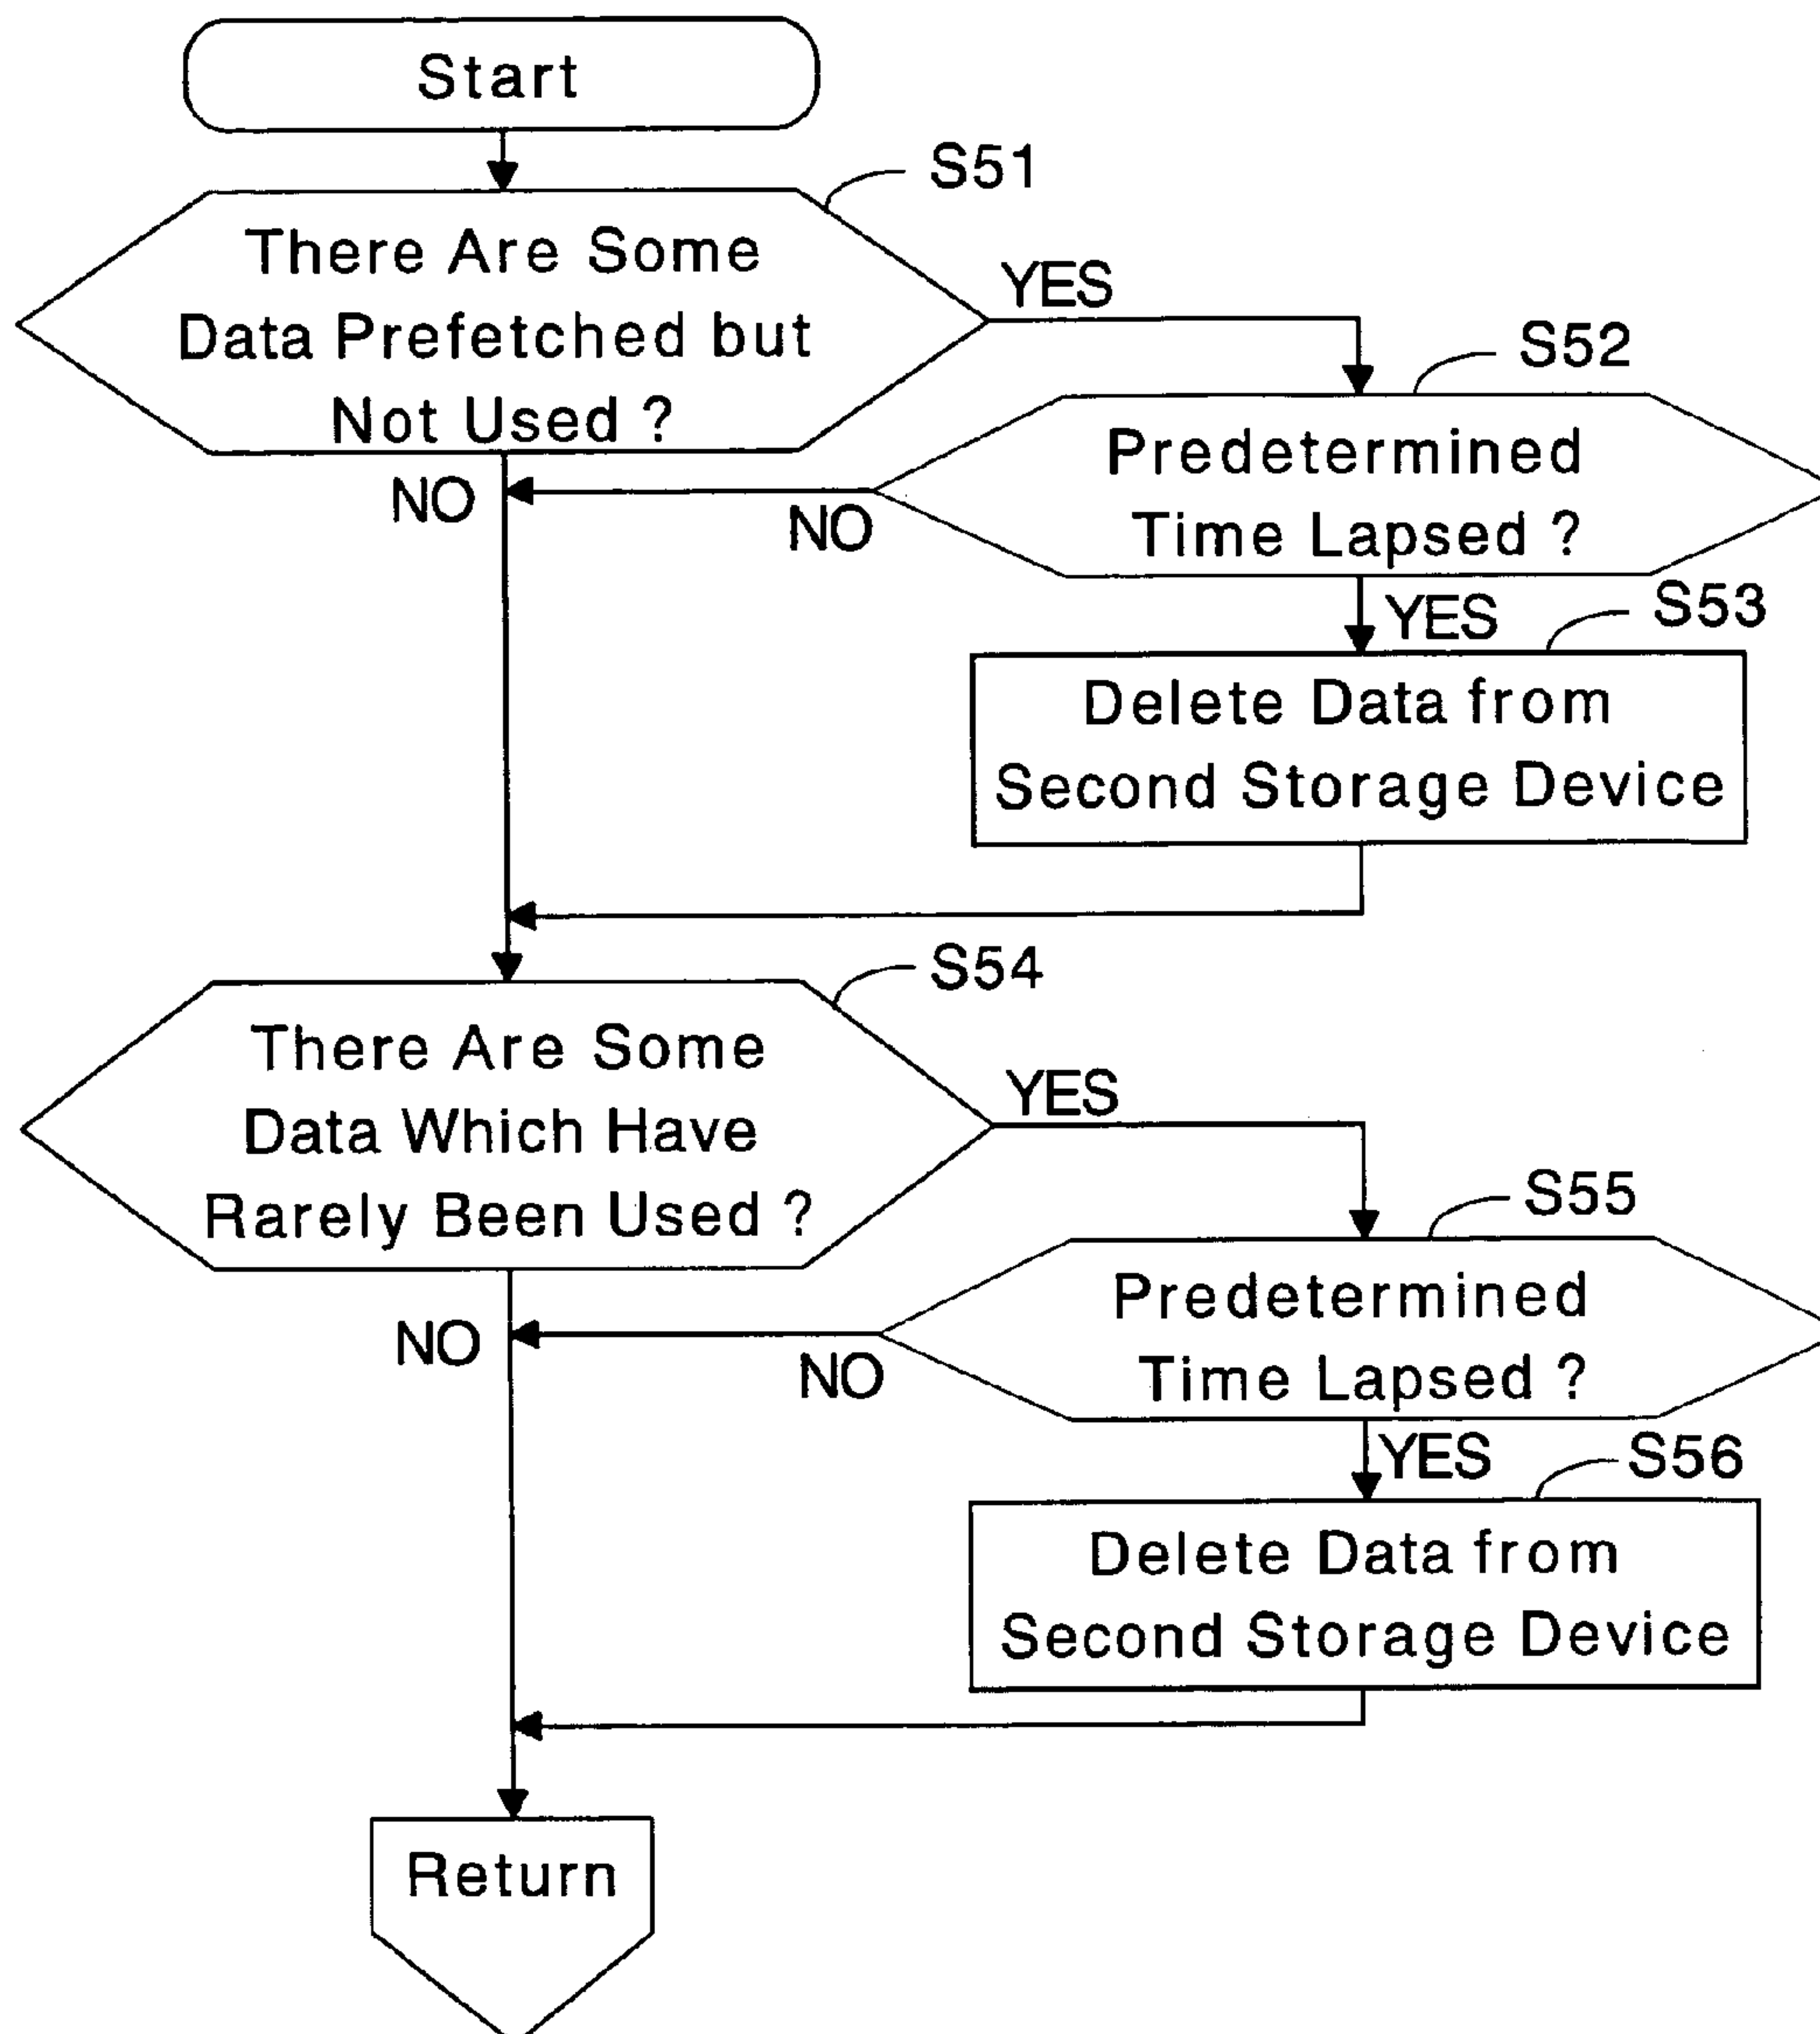 Start
S51
There Are Some
Data Prefetched but
Not Used ?
YES
NO
S52
Predetermined
Time Lapsed ?
NO
YES
S53
Delete Data from
Second Storage Device
S54
There Are Some
Data Which Have
Rarely Been Used ?
YES
NO
S55
Predetermined
Time Lapsed ?
NO
YES
S56
Delete Data from
Second Storage Device
Return